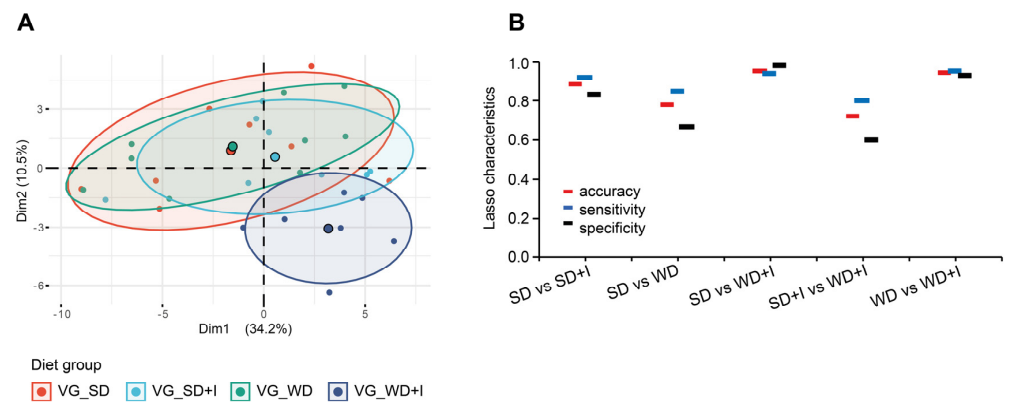 A
B
3
0
-3
-6
-10
-5
0
5
Dim2 (10.5%)
Dim1 (34.2%)
Diet group
VG_SD
VG_SD+I
VG_WD
VG_WD+I
Lasso characteristics
1.0
0.8
0.6
0.4
0.2
0.0
accuracy
sensitivity
specificity
SD vs SD+I
SD vs WD
SD vs WD+I
SD+I vs WD+I
WD vs WD+I